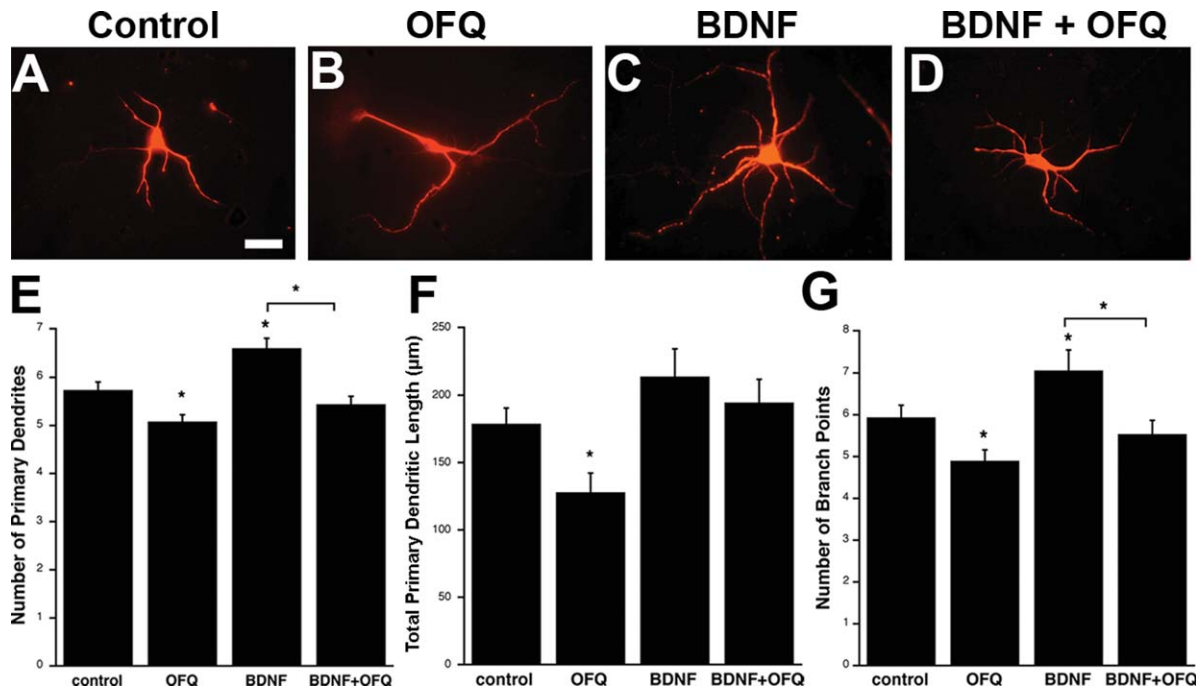 Control OFQ BDNF BDNF + OFQ
A B C D
E
*
*
*
Number of Primary Dendrites
7
6
5
4
3
2
1
0
control OFQ BDNF BDNF+OFQ
F
*
Total Primary Dendritic Length (µm)
250
200
150
100
50
0
control OFQ BDNF BDNF+OFQ
G
*
*
*
Number of Branch Points
8
7
6
5
4
3
2
1
0
control OFQ BDNF BDNF+OFQ